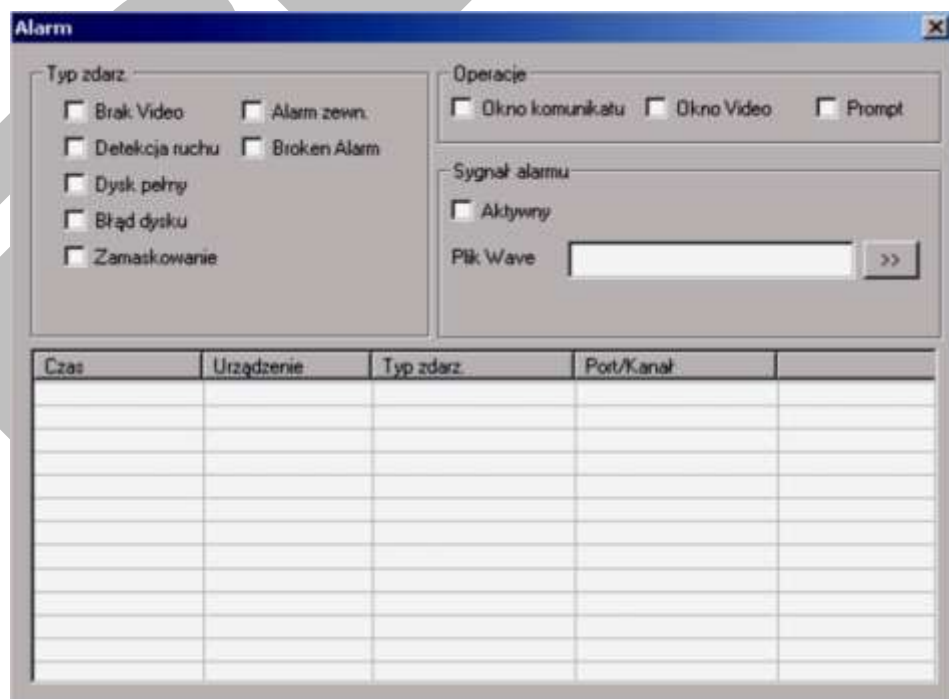 Alarm
Typ zdarz.
Brak Video
Alarm zewn.
Detekcja ruchu
Broken Alarm
Dysk pełny
Błąd dysku
Zamaskowanie
Operacje
Okno komunikatu
Okno Video
Prompt
Sygnał alarmu
Aktywny
Plik Wave
>>
Czas
Urządzenie
Typ zdarz.
Port/Kanał